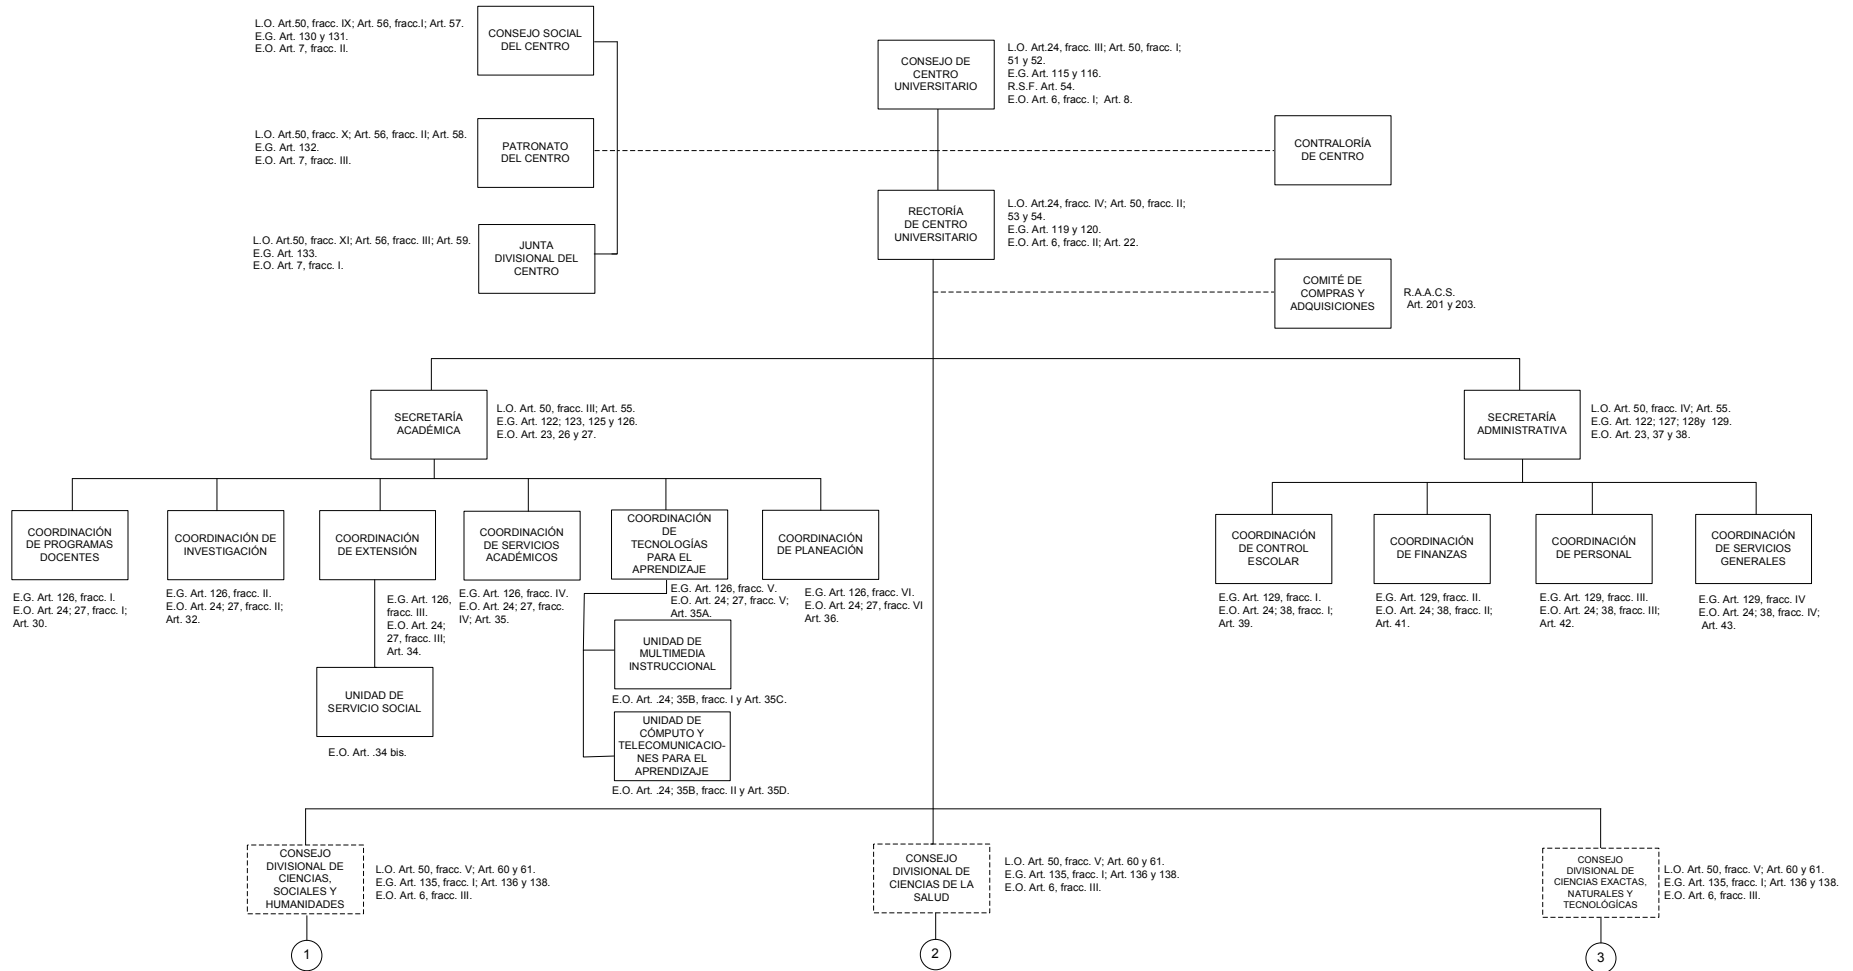 L.O. Art.50, fracc. IX; Art. 56, fracc.I; Art. 57.
E.G. Art. 130 y 131.
E.O. Art. 7, fracc. II.
CONSEJO SOCIAL
DEL CENTRO
CONSEJO DE
CENTRO
UNIVERSITARIO
L.O. Art.24, fracc. III; Art. 50, fracc. I;
51 y 52.
E.G. Art. 115 y 116.
R.S.F. Art. 54.
E.O. Art. 6, fracc. I; Art. 8.
L.O. Art.50, fracc. X; Art. 56, fracc. II; Art. 58.
E.G. Art. 132.
E.O. Art. 7, fracc. III.
PATRONATO
DEL CENTRO
CONTRALORÍA
DE CENTRO
L.O. Art.50, fracc. XI; Art. 56, fracc. III; Art. 59.
E.G. Art. 133.
E.O. Art. 7, fracc. I.
JUNTA
DIVISIONAL DEL
CENTRO
RECTORÍA
DE CENTRO
UNIVERSITARIO
L.O. Art.24, fracc. IV; Art. 50, fracc. II;
53 y 54.
E.G. Art. 119 y 120.
E.O. Art. 6, fracc. II; Art. 22.
COMITÉ DE
COMPRAS Y
ADQUISICIONES
R.A.A.C.S.
Art. 201 y 203.
SECRETARÍA
ACADÉMICA
L.O. Art. 50, fracc. III; Art. 55.
E.G. Art. 122; 123, 125 y 126.
E.O. Art. 23, 26 y 27.
SECRETARÍA
ADMINISTRATIVA
L.O. Art. 50, fracc. IV; Art. 55.
E.G. Art. 122; 127; 128y 129.
E.O. Art. 23, 37 y 38.
COORDINACIÓN
DE PROGRAMAS
DOCENTES
E.G. Art. 126, fracc. I.
E.O. Art. 24; 27, fracc. I;
Art. 30.
COORDINACIÓN DE
INVESTIGACIÓN
E.G. Art. 126, fracc. II.
E.O. Art. 24; 27, fracc. II;
Art. 32.
COORDINACIÓN
DE EXTENSIÓN
E.G. Art. 126,
fracc. III.
E.O. Art. 24;
27, fracc. III;
Art. 34.
COORDINACIÓN
DE SERVICIOS
ACADÉMICOS
E.G. Art. 126, fracc. IV.
E.O. Art. 24; 27, fracc.
IV; Art. 35.
COORDINACIÓN
DE
TECNOLOGÍAS
PARA EL
APRENDIZAJE
E.G. Art. 126, fracc. V.
E.O. Art. 24; 27, fracc. V;
Art. 35A.
COORDINACIÓN
DE PLANEACIÓN
E.G. Art. 126, fracc. VI.
E.O. Art. 24; 27, fracc. VI
Art. 36.
COORDINACIÓN
DE CONTROL
ESCOLAR
E.G. Art. 129, fracc. I.
E.O. Art. 24; 38, fracc. I;
Art. 39.
COORDINACIÓN
DE FINANZAS
E.G. Art. 129, fracc. II.
E.O. Art. 24; 38, fracc. II;
Art. 41.
COORDINACIÓN
DE PERSONAL
E.G. Art. 129, fracc. III.
E.O. Art. 24; 38, fracc. III;
Art. 42.
COORDINACIÓN
DE SERVICIOS
GENERALES
E.G. Art. 129, fracc. IV
E.O. Art. 24; 38, fracc. IV;
Art. 43.
UNIDAD DE
SERVICIO SOCIAL
E.O. Art. .34 bis.
UNIDAD DE
MULTIMEDIA
INSTRUCCIONAL
E.O. Art. .24; 35B, fracc. I y Art. 35C.
UNIDAD DE
CÓMPUTO Y
TELECOMUNICACIO-
NES PARA EL
APRENDIZAJE
E.O. Art. .24; 35B, fracc. II y Art. 35D.
CONSEJO
DIVISIONAL DE
CIENCIAS,
SOCIALES Y
HUMANIDADES
L.O. Art. 50, fracc. V; Art. 60 y 61.
E.G. Art. 135, fracc. I; Art. 136 y 138.
E.O. Art. 6, fracc. III.
1
CONSEJO
DIVISIONAL DE
CIENCIAS DE LA
SALUD
L.O. Art. 50, fracc. V; Art. 60 y 61.
E.G. Art. 135, fracc. I; Art. 136 y 138.
E.O. Art. 6, fracc. III.
2
CONSEJO
DIVISIONAL DE
CIENCIAS EXACTAS,
NATURALES Y
TECNOLÓGÍCAS
L.O. Art. 50, fracc. V; Art. 60 y 61.
E.G. Art. 135, fracc. I; Art. 136 y 138.
E.O. Art. 6, fracc. III.
3